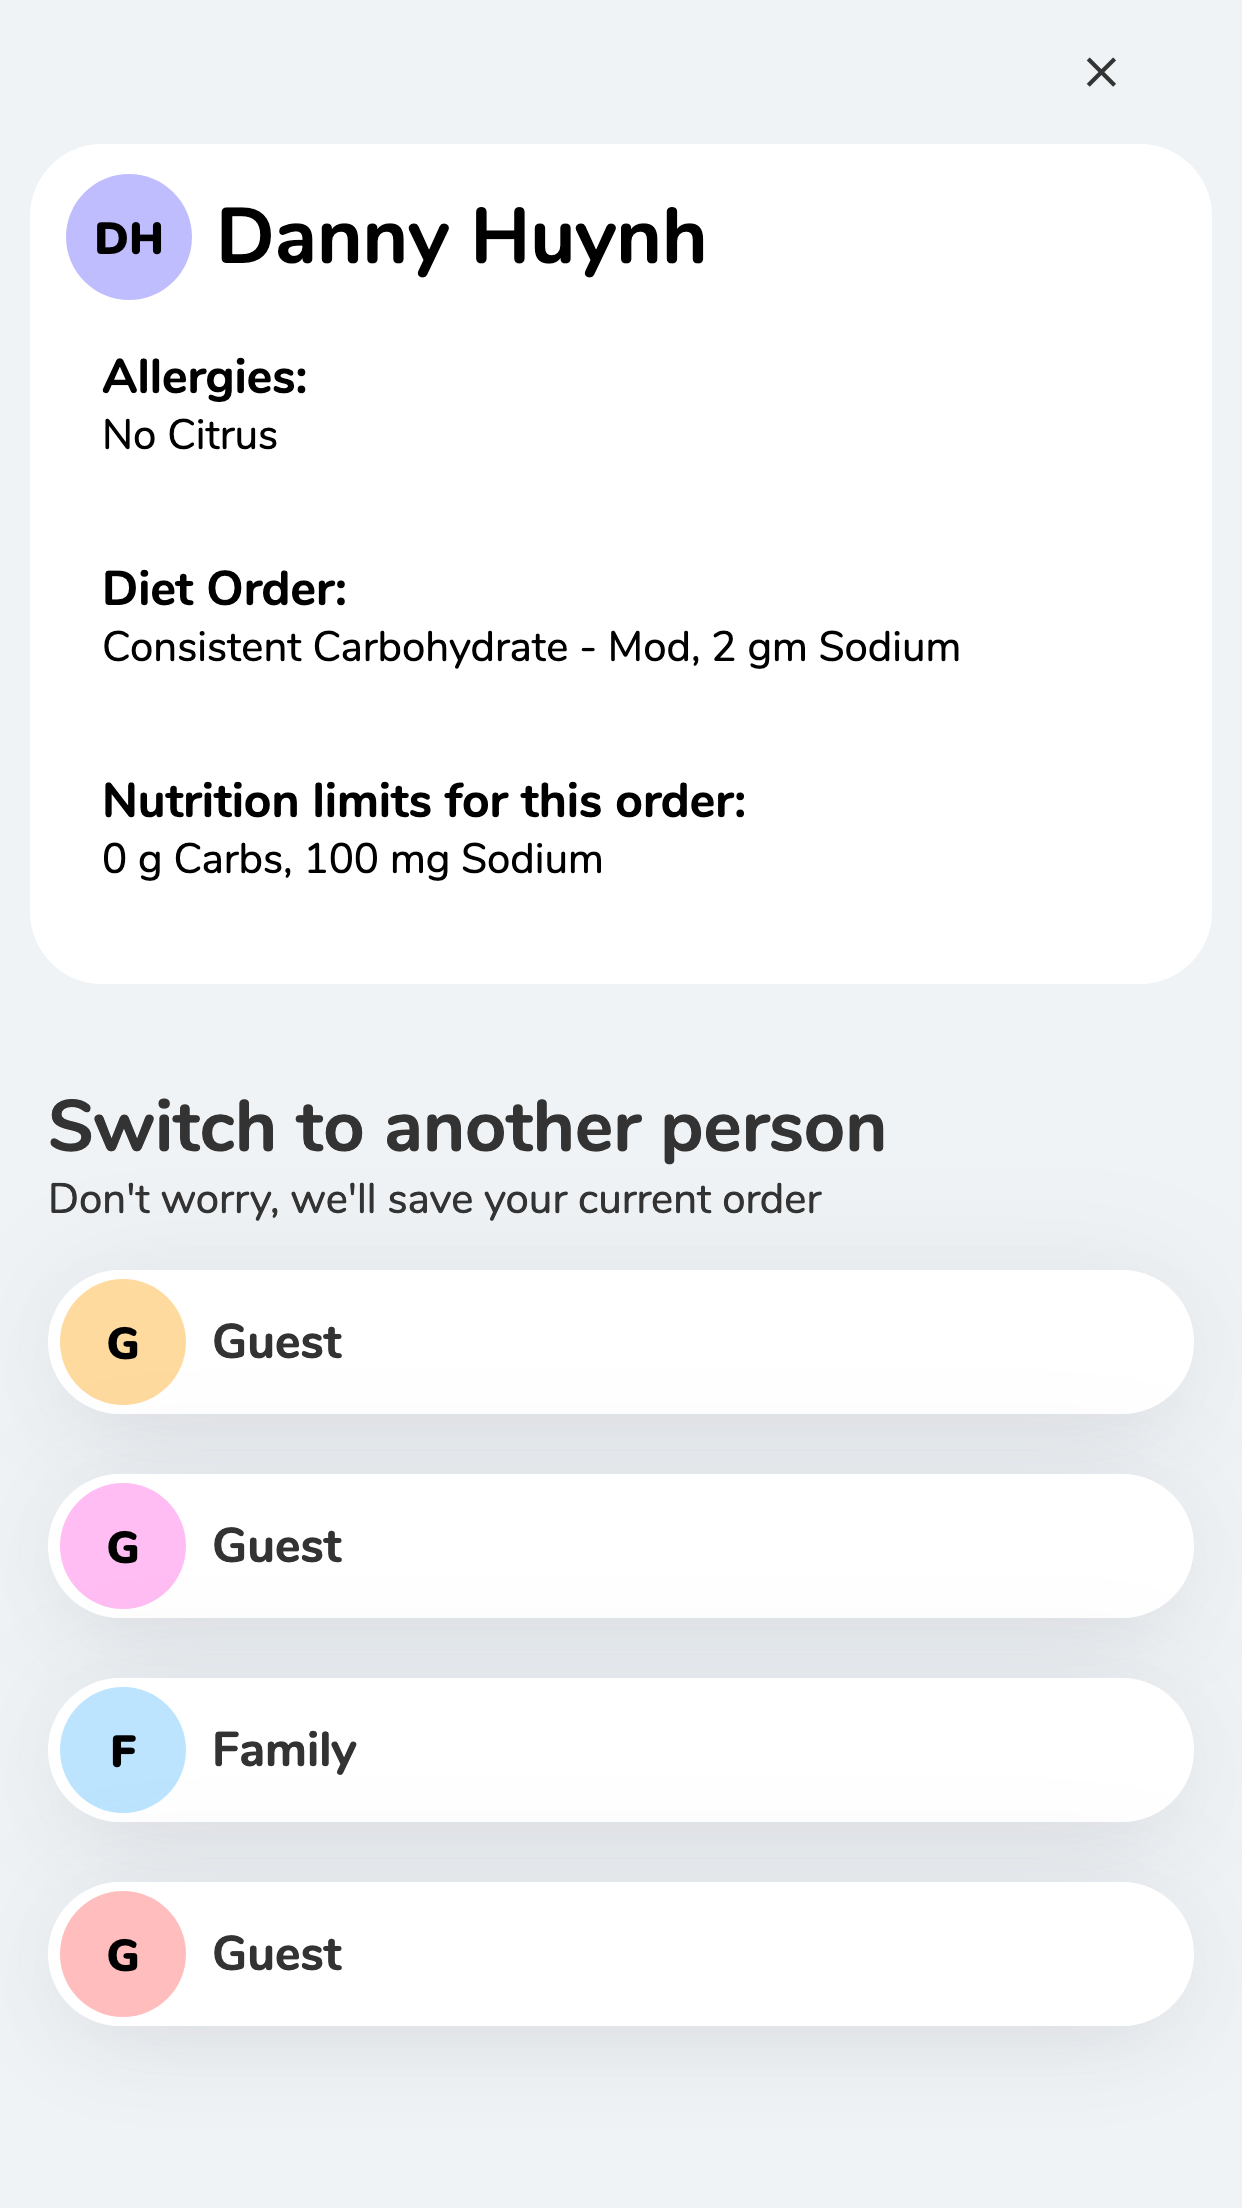 DH Danny Huynh
Allergies:
No Citrus
Diet Order:
Consistent Carbohydrate - Mod, 2 gm Sodium
Nutrition limits for this order:
0 g Carbs, 100 mg Sodium
Switch to another person
Don't worry, we'll save your current order
G Guest
G Guest
F Family
G Guest